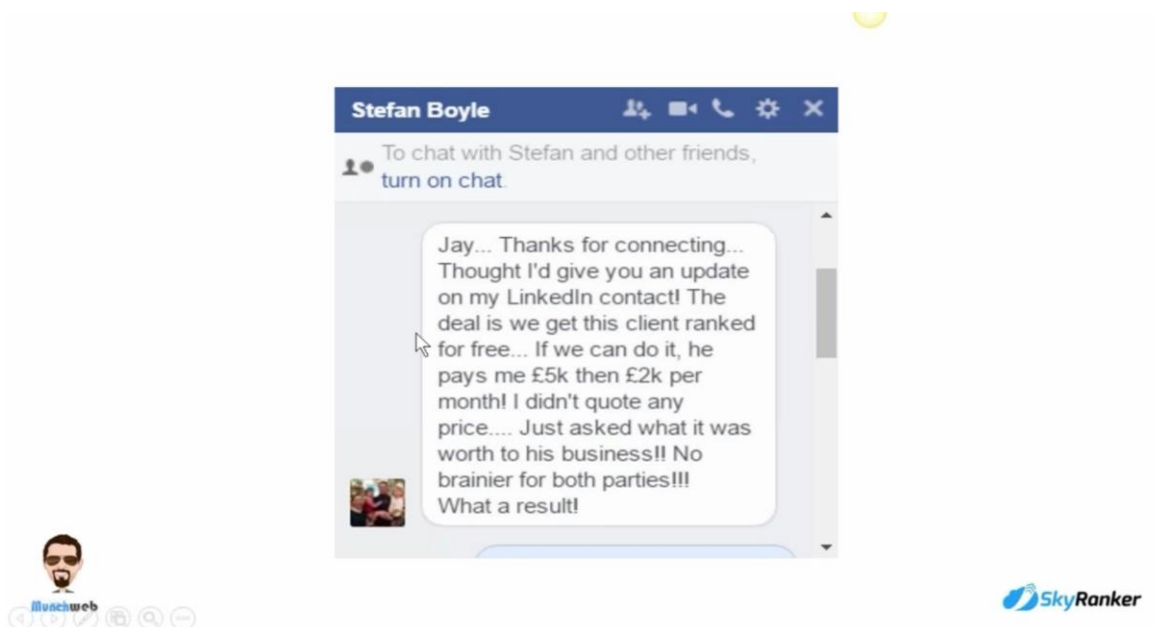 Stefan Boyle
To chat with Stefan and other friends,
turn on chat.
Jay... Thanks for connecting...
Thought I'd give you an update
on my LinkedIn contact! The
deal is we get this client ranked
for free... If we can do it, he
pays me £5k then £2k per
month! I didn't quote any
price.... Just asked what it was
worth to his business!! No
brainier for both parties!!!
What a result!
Munchweb
SkyRanker